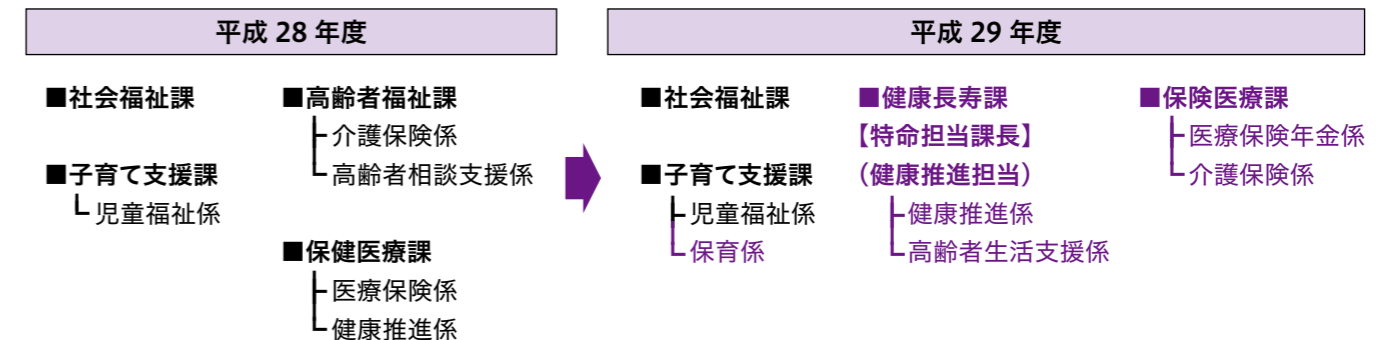 平成 28 年度
■社会福祉課
■子育て支援課
児童福祉係
■高齢者福祉課
介護保険係
高齢者相談支援係
■保健医療課
医療保険係
健康推進係
平成 29 年度
■社会福祉課
■子育て支援課
児童福祉係
保育係
■健康長寿課
【特命担当課長】
（健康推進担当）
健康推進係
高齢者生活支援係
■保険医療課
医療保険年金係
介護保険係